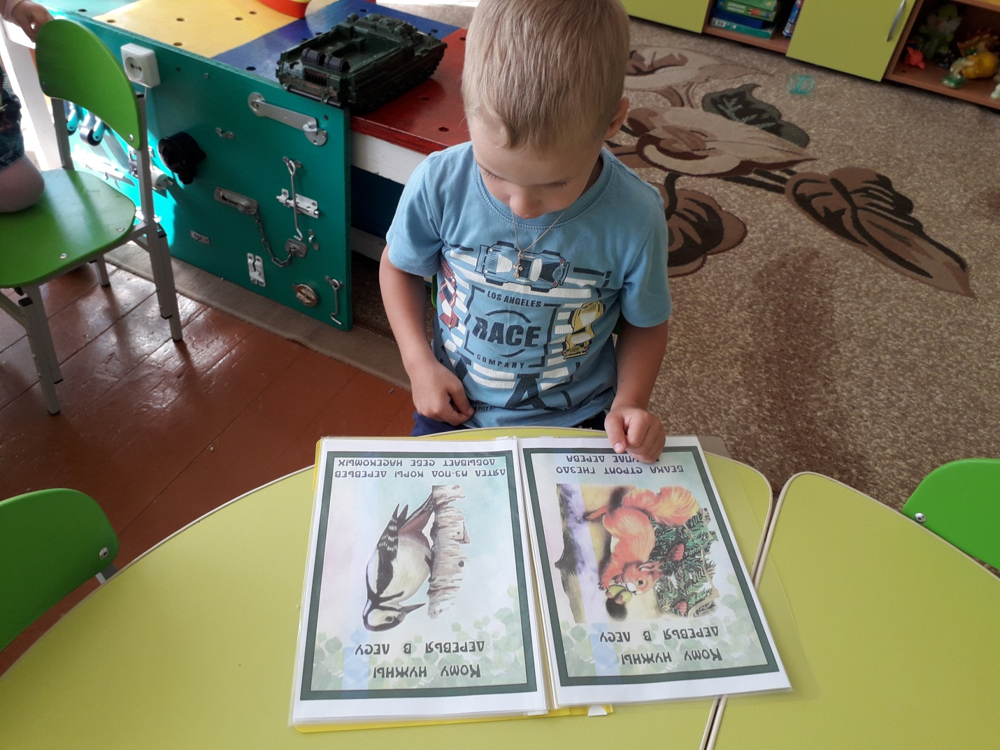 LOS ANGELES
RACE
COMPANY
Кому нужны
деревья в лесу
Дятел из-под коры деревьев
добывает себе насекомых
Кому нужны
деревья в лесу
Белка строит гнездо
дерева